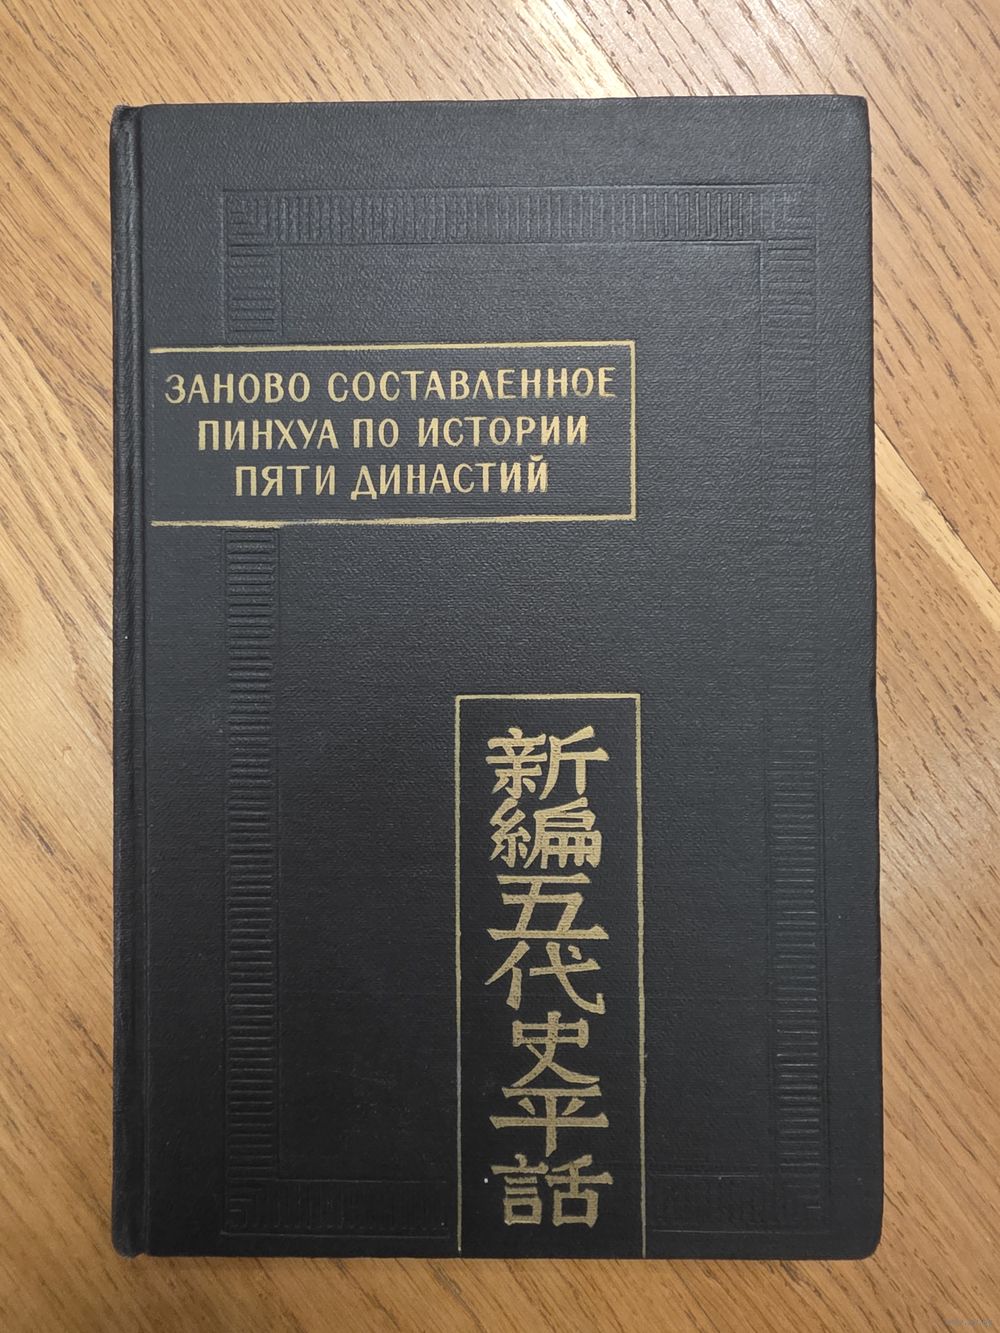 ЗАНОВО СОСТАВЛЕННОЕ
ПИНХУА ПО ИСТОРИИ
ПЯТИ ДИНАСТИЙ
新編五代史平話